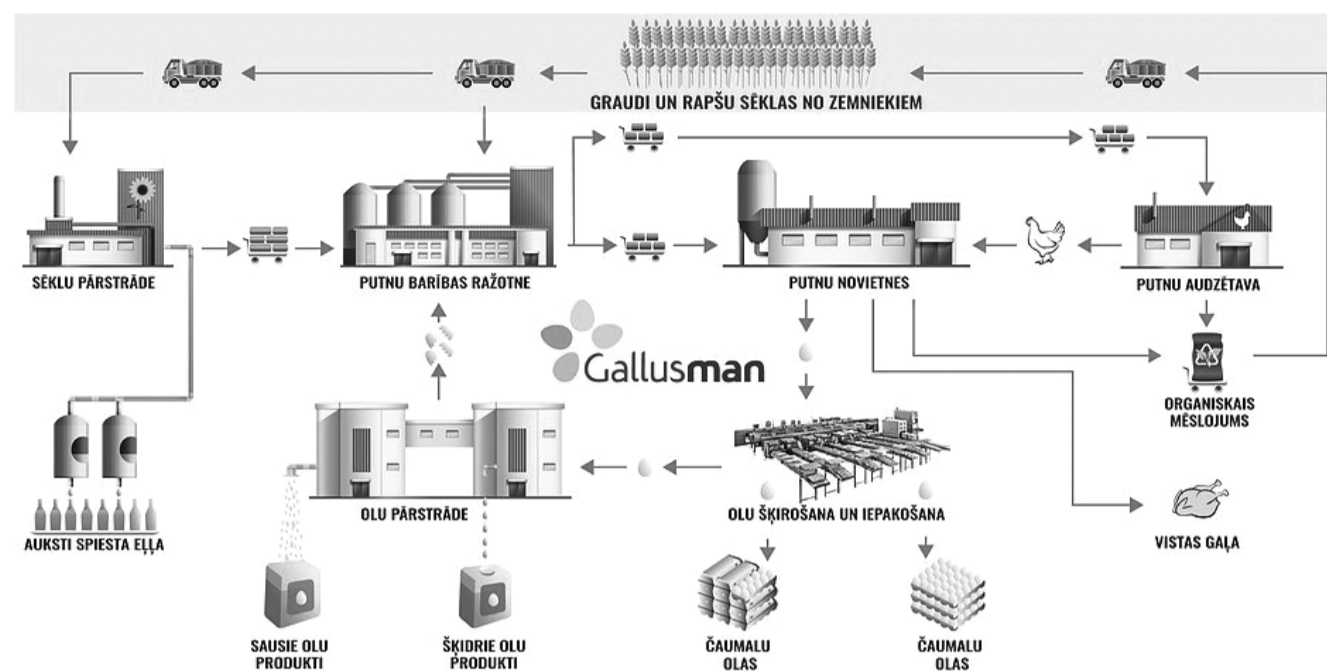 GRAUDI UN RAPŠU SĒKLAS NO ZEMNIEKIEM
SĒKLU PĀRSTRĀDE
PUTNU BARĪBAS RAŽOTNE
PUTNU NOVIETNES
PUTNU AUDZĒTAVA
Gallusman
ORGANISKAIS
MĒSLOJUMS
OLU PĀRSTRĀDE
OLU ŠĶIROŠANA UN IEPAKOŠANA
AUKSTI SPIESTA EĻĻA
VISTAS GAĻA
SAUSIE OLU
PRODUKTI
ŠĶIDRIE OLU
PRODUKTI
ČAUMALU
OLAS
ČAUMALU
OLAS